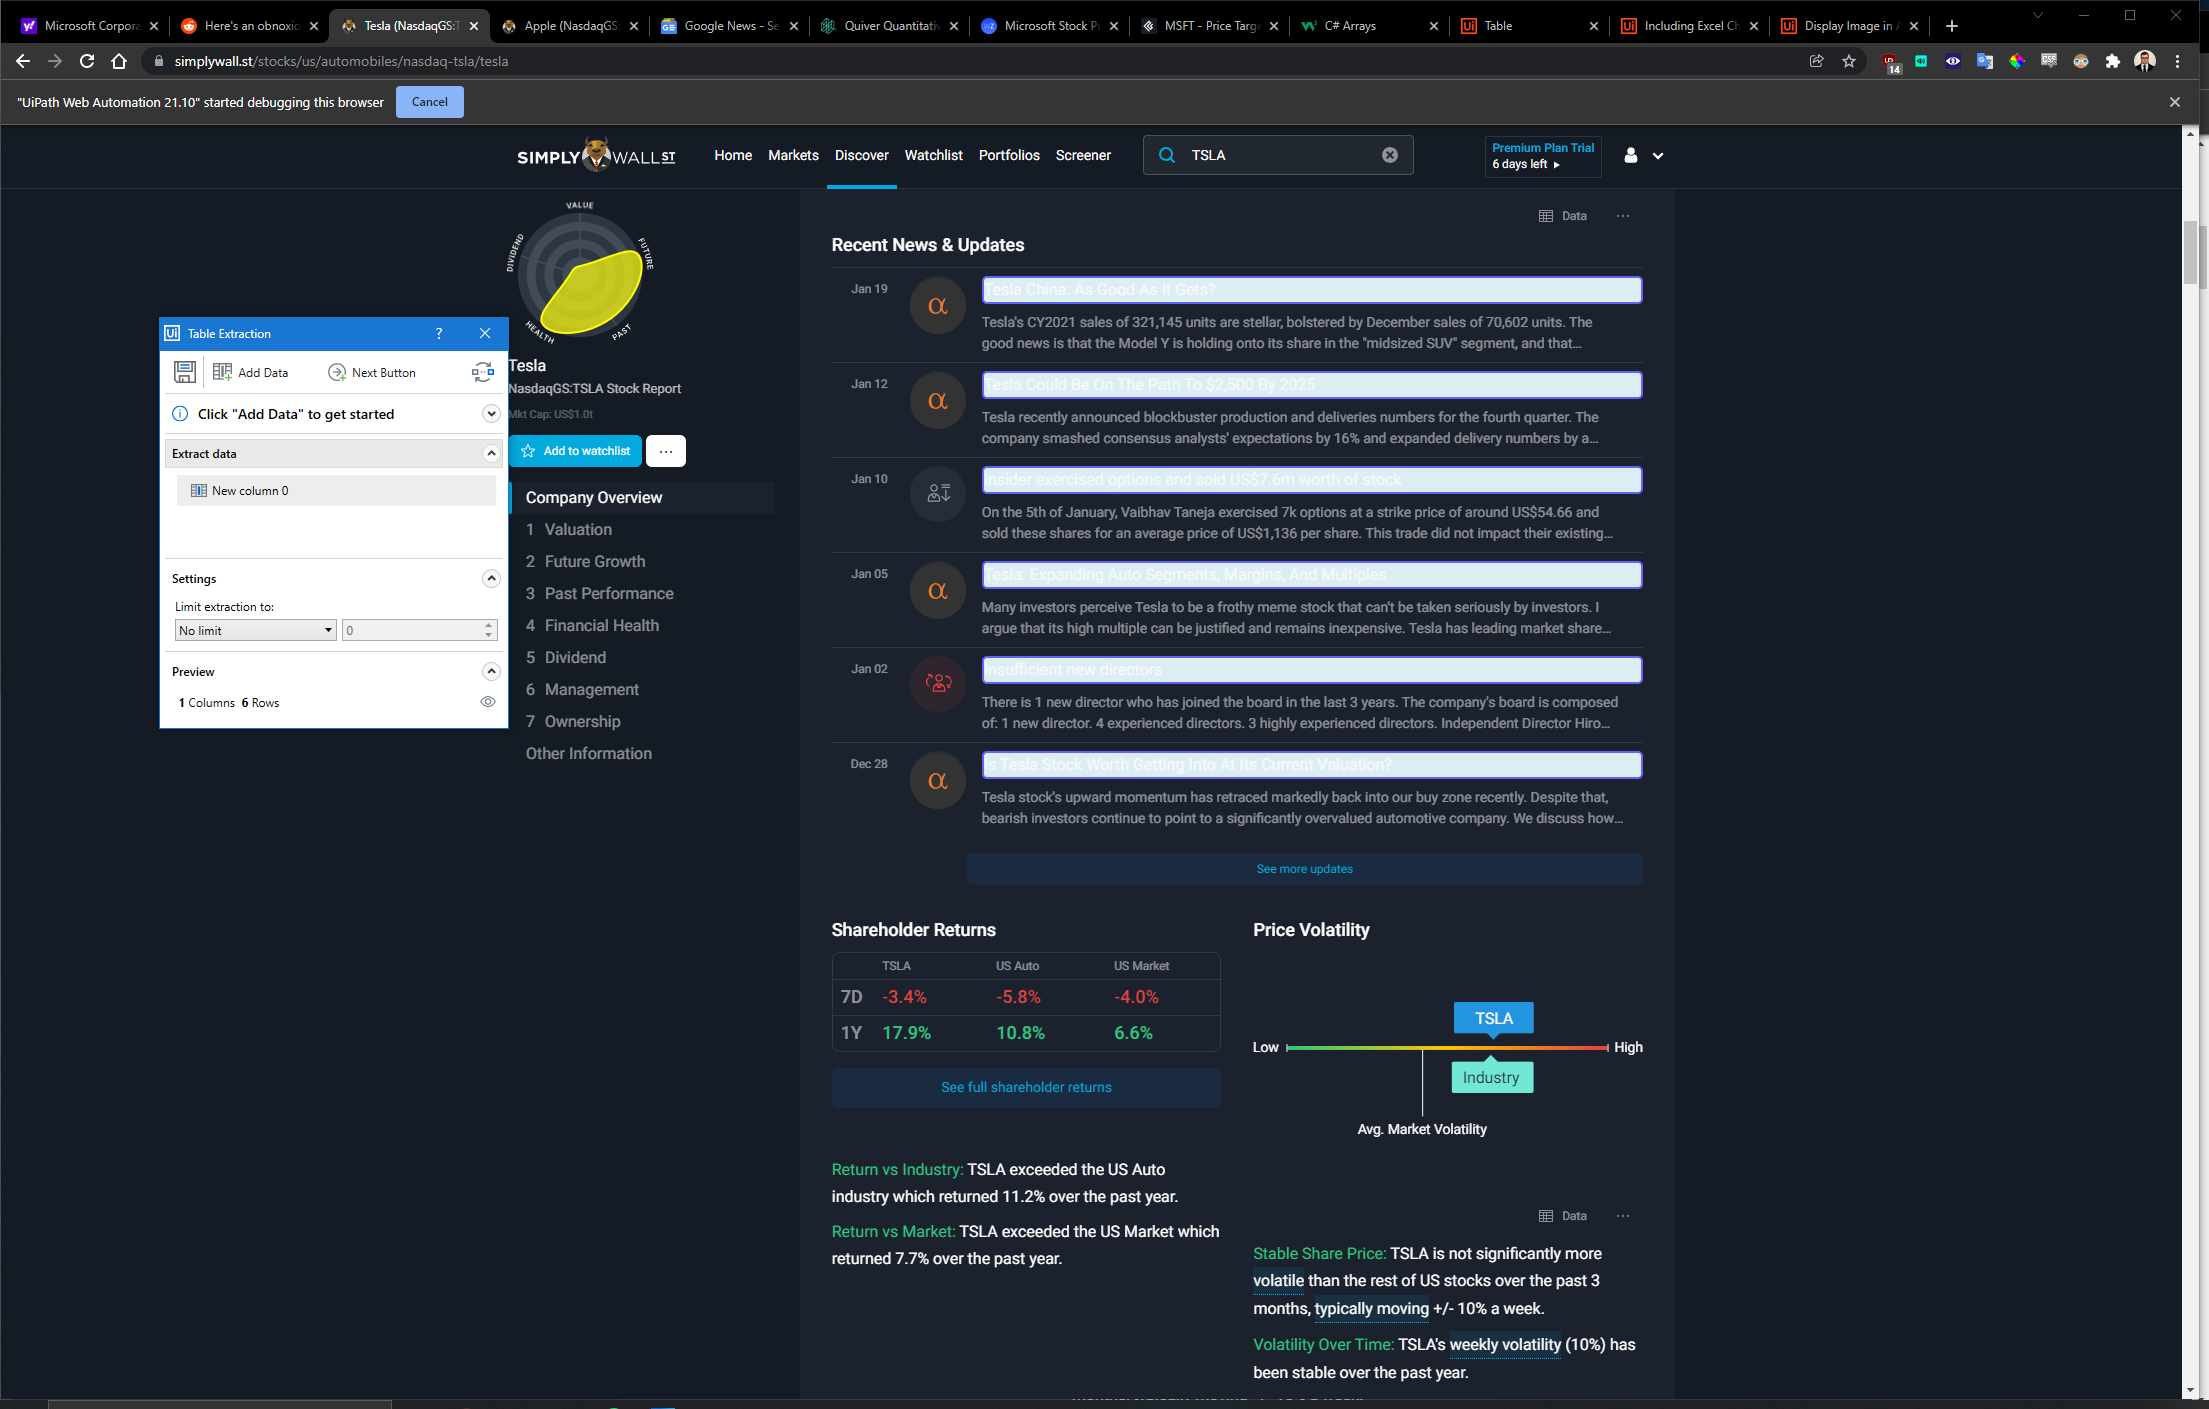 Microsoft Corpora
Here's an obnoxio
Tesla (NasdaqGS:T
Apple (NasdaqGS:
Google News - Se
Quiver Quantitativ
Microsoft Stock Pr
MSFT - Price Targe
C# Arrays
Table
Including Excel Ch
Display Image in A
simplywall.st/stocks/us/automobiles/nasdaq-tsla/tesla
14
"UiPath Web Automation 21.10" started debugging this browser
Cancel
SIMPLY WALL ST
Home
Markets
Discover
Watchlist
Portfolios
Screener
TSLA
Premium Plan Trial
6 days left
VALUE
FUTURE
PAST
HEALTH
DIVIDEND
Tesla
NasdaqGS:TSLA Stock Report
Mkt Cap: US$1.0t
Add to watchlist
...
Company Overview
1 Valuation
2 Future Growth
3 Past Performance
4 Financial Health
5 Dividend
6 Management
7 Ownership
Other Information
Ui Table Extraction
?
Add Data
Next Button
Click "Add Data" to get started
Extract data
New column 0
Settings
Limit extraction to:
No limit
0
Preview
1 Columns 6 Rows
Data
...
Recent News & Updates
Jan 19
Tesla China: As Good As It Gets?
Tesla's CY2021 sales of 321,145 units are stellar, bolstered by December sales of 70,602 units. The
good news is that the Model Y is holding onto its share in the "midsized SUV" segment, and that...
Jan 12
Tesla Could Be On The Path To $2,500 By 2025
Tesla recently announced blockbuster production and deliveries numbers for the fourth quarter. The
company smashed consensus analysts' expectations by 16% and expanded delivery numbers by a...
Jan 10
Insider exercised options and sold US$7.6m worth of stock
On the 5th of January, Vaibhav Taneja exercised 7k options at a strike price of around US$54.66 and
sold these shares for an average price of US$1,136 per share. This trade did not impact their existing...
Jan 05
Tesla: Expanding Auto Segments, Margins, And Multiples
Many investors perceive Tesla to be a frothy meme stock that can't be taken seriously by investors. I
argue that its high multiple can be justified and remains inexpensive. Tesla has leading market share...
Jan 02
Insufficient new directors
There is 1 new director who has joined the board in the last 3 years. The company's board is composed
of: 1 new director. 4 experienced directors. 3 highly experienced directors. Independent Director Hiro...
Dec 28
Is Tesla Stock Worth Getting Into At Its Current Valuation?
Tesla stock's upward momentum has retraced markedly back into our buy zone recently. Despite that,
bearish investors continue to point to a significantly overvalued automotive company. We discuss how...
See more updates
Shareholder Returns
TSLA US Auto US Market
7D -3.4% -5.8% -4.0%
1Y 17.9% 10.8% 6.6%
See full shareholder returns
Return vs Industry: TSLA exceeded the US Auto
industry which returned 11.2% over the past year.
Return vs Market: TSLA exceeded the US Market which
returned 7.7% over the past year.
Price Volatility
TSLA
Low
High
Industry
Avg. Market Volatility
Data
...
Stable Share Price: TSLA is not significantly more
volatile than the rest of US stocks over the past 3
months, typically moving +/- 10% a week.
Volatility Over Time: TSLA's weekly volatility (10%) has
been stable over the past year.